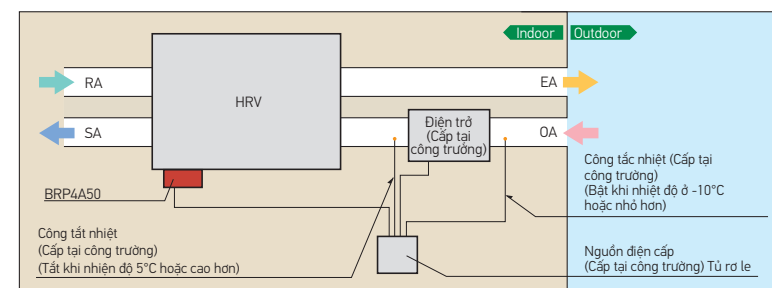 Indoor
Outdoor
RA
HRV
EA
SA
Điện trở
(Cấp tại
công trường)
OA
BRP4A50
Công tắc nhiệt (Cấp tại
công trường)
(Bật khi nhiệt độ ở -10°C
hoặc nhỏ hơn)
Công tắt nhiệt
(Cấp tại công trường)
(Tắt khi nhiện độ 5°C hoặc cao hơn)
Nguồn điện cấp
(Cấp tại công trường) Tủ rơ le